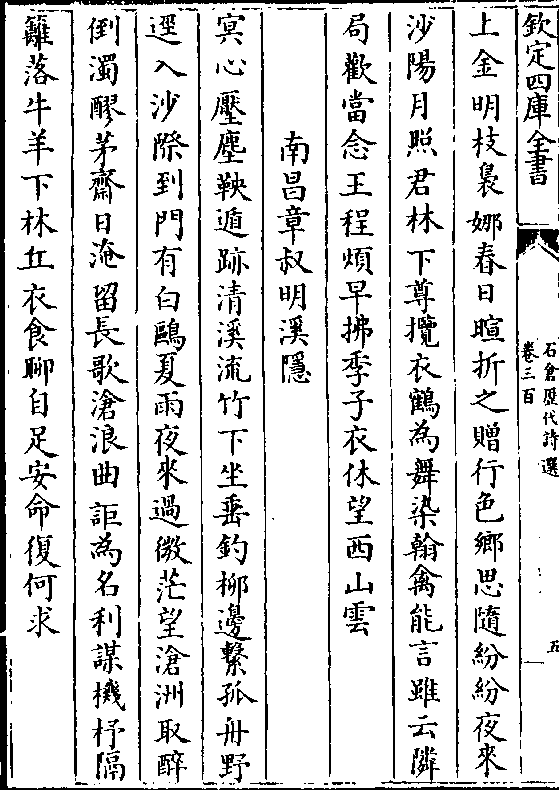 欽定四庫全書
石倉歷代詩選
卷三百
五
上金明枝裊娜春日暄折之贈行色鄉思隨紛紛夜來
沙陽月照君林下尊攬衣鶴為舞染翰禽能言雖云隣
局歡當念王程煩早拂季子衣休望西山雲
南昌章叔明溪隱
㝠心壓塵鞅遁跡清溪流竹下坐垂釣柳邊繫孤舟野
逕入沙際到門有白鷗夏雨夜來過微茫望滄洲取醉
倒濁醪茅齋日淹留長歌滄浪曲詎為名利謀機杼隔
籬落牛羊下林丘衣食聊自足安命復何求